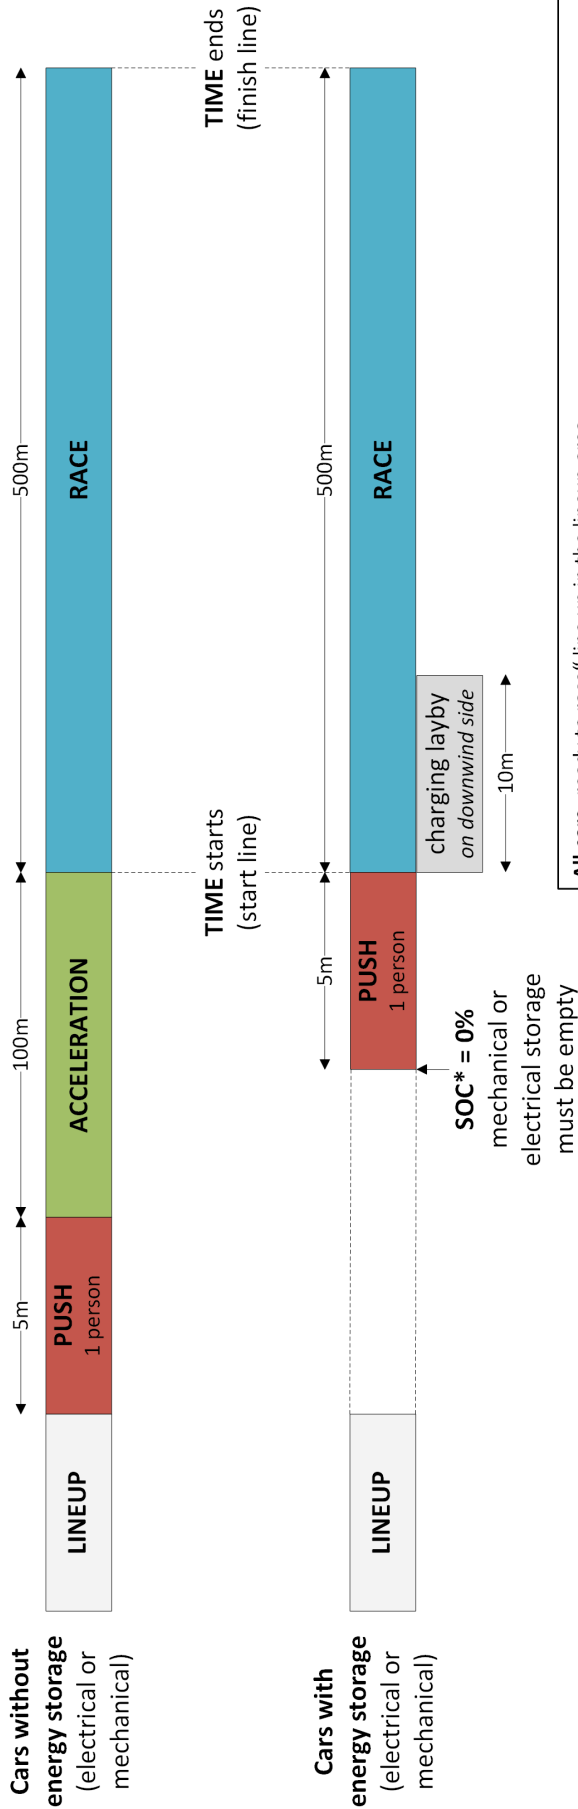 Cars without
energy storage
(electrical or
mechanical)
LINEUP
5m
PUSH
1 person
100m
ACCELERATION
500m
RACE
TIME starts
(start line)
TIME ends
(finish line)
Cars with
energy storage
(electrical or
mechanical)
LINEUP
5m
PUSH
1 person
500m
RACE
charging layby
on downwind side
10m
SOC* = 0%
mechanical or
electrical storage
must be empty